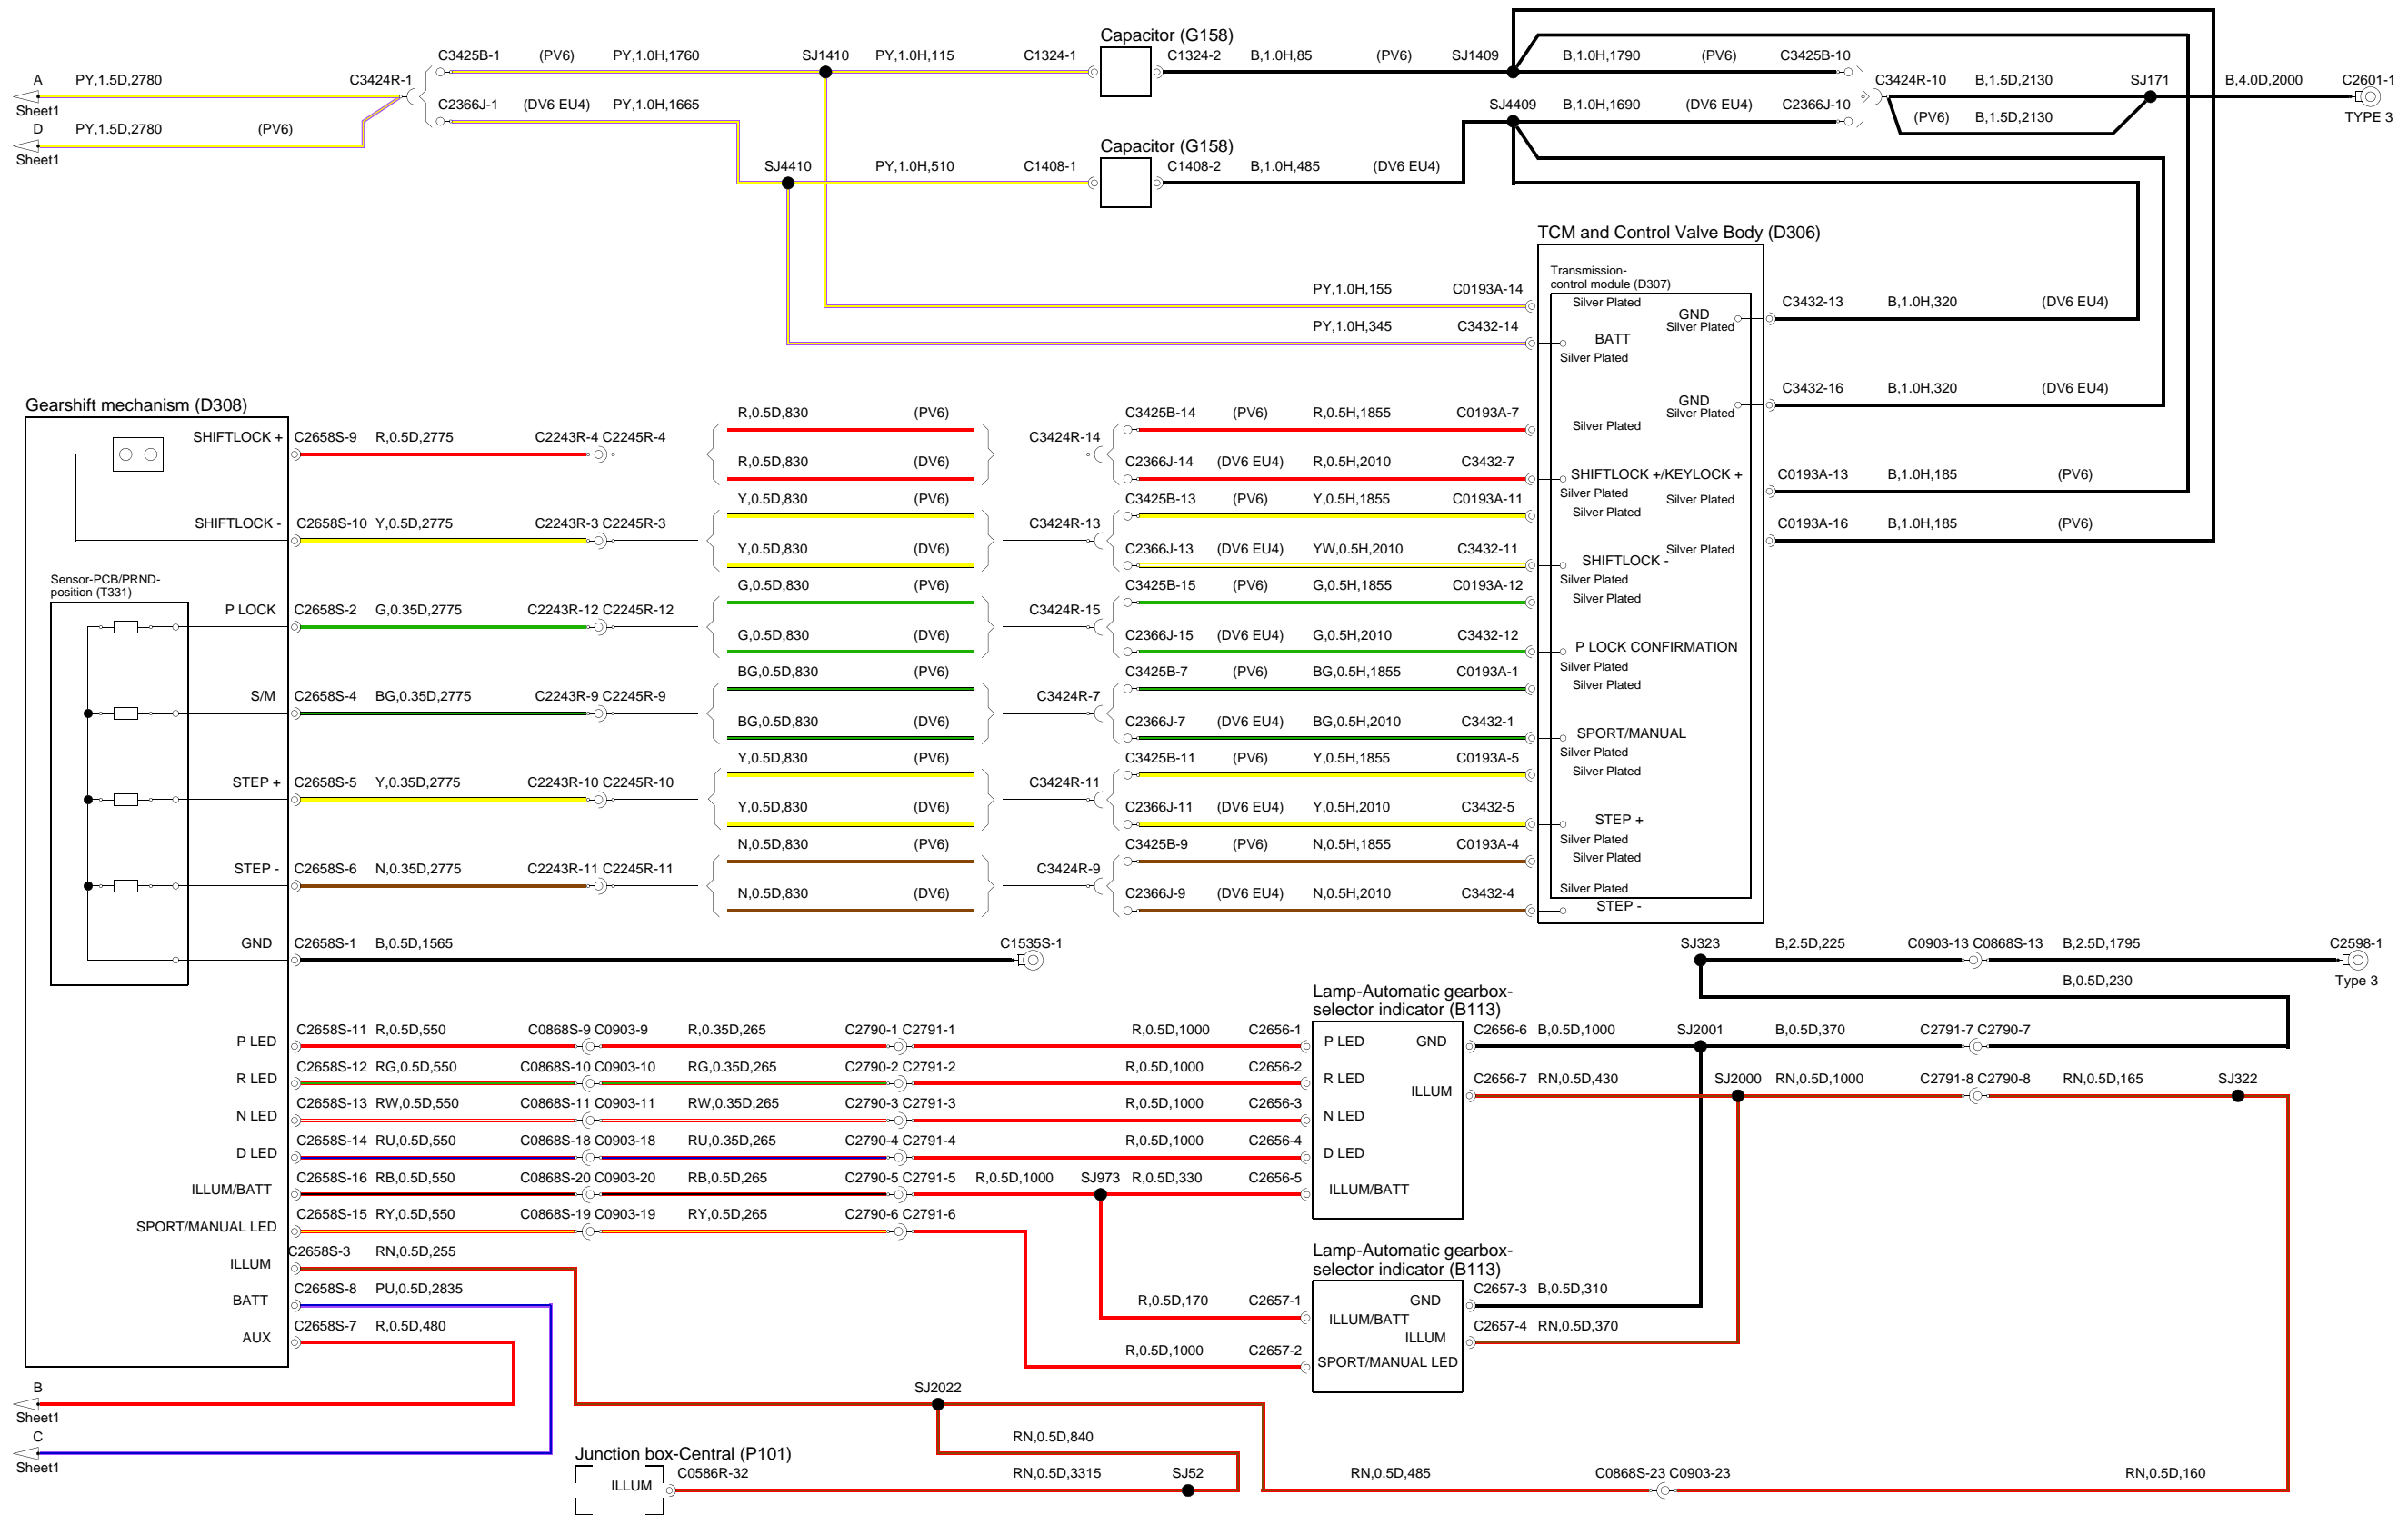 A PY,1.5D,2780 C3424R-1
Sheet1
D PY,1.5D,2780 (PV6)
Sheet1
C3425B-1 (PV6) PY,1.0H,1760 SJ1410 PY,1.0H,115 C1324-1
Capacitor (G158)
C1324-2 B,1.0H,85 (PV6) SJ1409 B,1.0H,1790 (PV6) C3425B-10
C3424R-10 B,1.5D,2130 SJ171 B,4.0D,2000 C2601-1
TYPE 3
(PV6) B,1.5D,2130
C2366J-1 (DV6 EU4) PY,1.0H,1665
SJ4409 B,1.0H,1690 (DV6 EU4) C2366J-10
Capacitor (G158)
SJ4410 PY,1.0H,510 C1408-1
C1408-2 B,1.0H,485 (DV6 EU4)
TCM and Control Valve Body (D306)
Transmission-
control module (D307)
PY,1.0H,155 C0193A-14
Silver Plated
PY,1.0H,345 C3432-14
BATT
Silver Plated
GND
Silver Plated
C3432-13 B,1.0H,320 (DV6 EU4)
GND
Silver Plated
C3432-16 B,1.0H,320 (DV6 EU4)
Silver Plated
C0193A-13 B,1.0H,185 (PV6)
Silver Plated
C0193A-16 B,1.0H,185 (PV6)
Gearshift mechanism (D308)
SHIFTLOCK + C2658S-9 R,0.5D,2775 C2243R-4 C2245R-4
R,0.5D,830 (PV6)
R,0.5D,830 (DV6)
C3424R-14
C3425B-14 (PV6) R,0.5H,1855 C0193A-7
Silver Plated
C2366J-14 (DV6 EU4) R,0.5H,2010 C3432-7
SHIFTLOCK +/KEYLOCK +
Silver Plated
SHIFTLOCK - C2658S-10 Y,0.5D,2775 C2243R-3 C2245R-3
Y,0.5D,830 (PV6)
Y,0.5D,830 (DV6)
C3424R-13
C3425B-13 (PV6) Y,0.5H,1855 C0193A-11
Silver Plated
C2366J-13 (DV6 EU4) YW,0.5H,2010 C3432-11
SHIFTLOCK -
Silver Plated
Sensor-PCB/PRND-
position (T331)
P LOCK C2658S-2 G,0.35D,2775 C2243R-12 C2245R-12
G,0.5D,830 (PV6)
G,0.5D,830 (DV6)
C3424R-15
C3425B-15 (PV6) G,0.5H,1855 C0193A-12
Silver Plated
C2366J-15 (DV6 EU4) G,0.5H,2010 C3432-12
P LOCK CONFIRMATION
Silver Plated
S/M C2658S-4 BG,0.35D,2775 C2243R-9 C2245R-9
BG,0.5D,830 (PV6)
BG,0.5D,830 (DV6)
C3424R-7
C3425B-7 (PV6) BG,0.5H,1855 C0193A-1
Silver Plated
C2366J-7 (DV6 EU4) BG,0.5H,2010 C3432-1
SPORT/MANUAL
Silver Plated
STEP + C2658S-5 Y,0.35D,2775 C2243R-10 C2245R-10
Y,0.5D,830 (PV6)
Y,0.5D,830 (DV6)
C3424R-11
C3425B-11 (PV6) Y,0.5H,1855 C0193A-5
Silver Plated
C2366J-11 (DV6 EU4) Y,0.5H,2010 C3432-5
STEP +
Silver Plated
STEP - C2658S-6 N,0.35D,2775 C2243R-11 C2245R-11
N,0.5D,830 (PV6)
N,0.5D,830 (DV6)
C3424R-9
C3425B-9 (PV6) N,0.5H,1855 C0193A-4
Silver Plated
C2366J-9 (DV6 EU4) N,0.5H,2010 C3432-4
Silver Plated
STEP -
GND C2658S-1 B,0.5D,1565 C1535S-1
SJ323 B,2.5D,225 C0903-13 C0868S-13 B,2.5D,1795 C2598-1
Type 3
B,0.5D,230
Lamp-Automatic gearbox-
selector indicator (B113)
P LED C2658S-11 R,0.5D,550 C0868S-9 C0903-9 R,0.35D,265 C2790-1 C2791-1 R,0.5D,1000 C2656-1 P LED
GND C2656-6 B,0.5D,1000 SJ2001 B,0.5D,370 C2791-7 C2790-7
R LED C2658S-12 RG,0.5D,550 C0868S-10 C0903-10 RG,0.35D,265 C2790-2 C2791-2 R,0.5D,1000 C2656-2 R LED
ILLUM C2656-7 RN,0.5D,430 SJ2000 RN,0.5D,1000 C2791-8 C2790-8 RN,0.5D,165 SJ322
N LED C2658S-13 RW,0.5D,550 C0868S-11 C0903-11 RW,0.35D,265 C2790-3 C2791-3 R,0.5D,1000 C2656-3 N LED
D LED C2658S-14 RU,0.5D,550 C0868S-18 C0903-18 RU,0.35D,265 C2790-4 C2791-4 R,0.5D,1000 C2656-4 D LED
ILLUM/BATT C2658S-16 RB,0.5D,550 C0868S-20 C0903-20 RB,0.5D,265 C2790-5 C2791-5 R,0.5D,1000 SJ973 R,0.5D,330 C2656-5 ILLUM/BATT
SPORT/MANUAL LED C2658S-15 RY,0.5D,550 C0868S-19 C0903-19 RY,0.5D,265 C2790-6 C2791-6
ILLUM C2658S-3 RN,0.5D,255
BATT C2658S-8 PU,0.5D,2835
AUX C2658S-7 R,0.5D,480
Lamp-Automatic gearbox-
selector indicator (B113)
R,0.5D,170 C2657-1 ILLUM/BATT
GND C2657-3 B,0.5D,310
ILLUM C2657-4 RN,0.5D,370
R,0.5D,1000 C2657-2 SPORT/MANUAL LED
B
Sheet1
C
Sheet1
SJ2022
RN,0.5D,840
Junction box-Central (P101)
ILLUM C0586R-32 RN,0.5D,3315 SJ52
RN,0.5D,485 C0868S-23 C0903-23 RN,0.5D,160